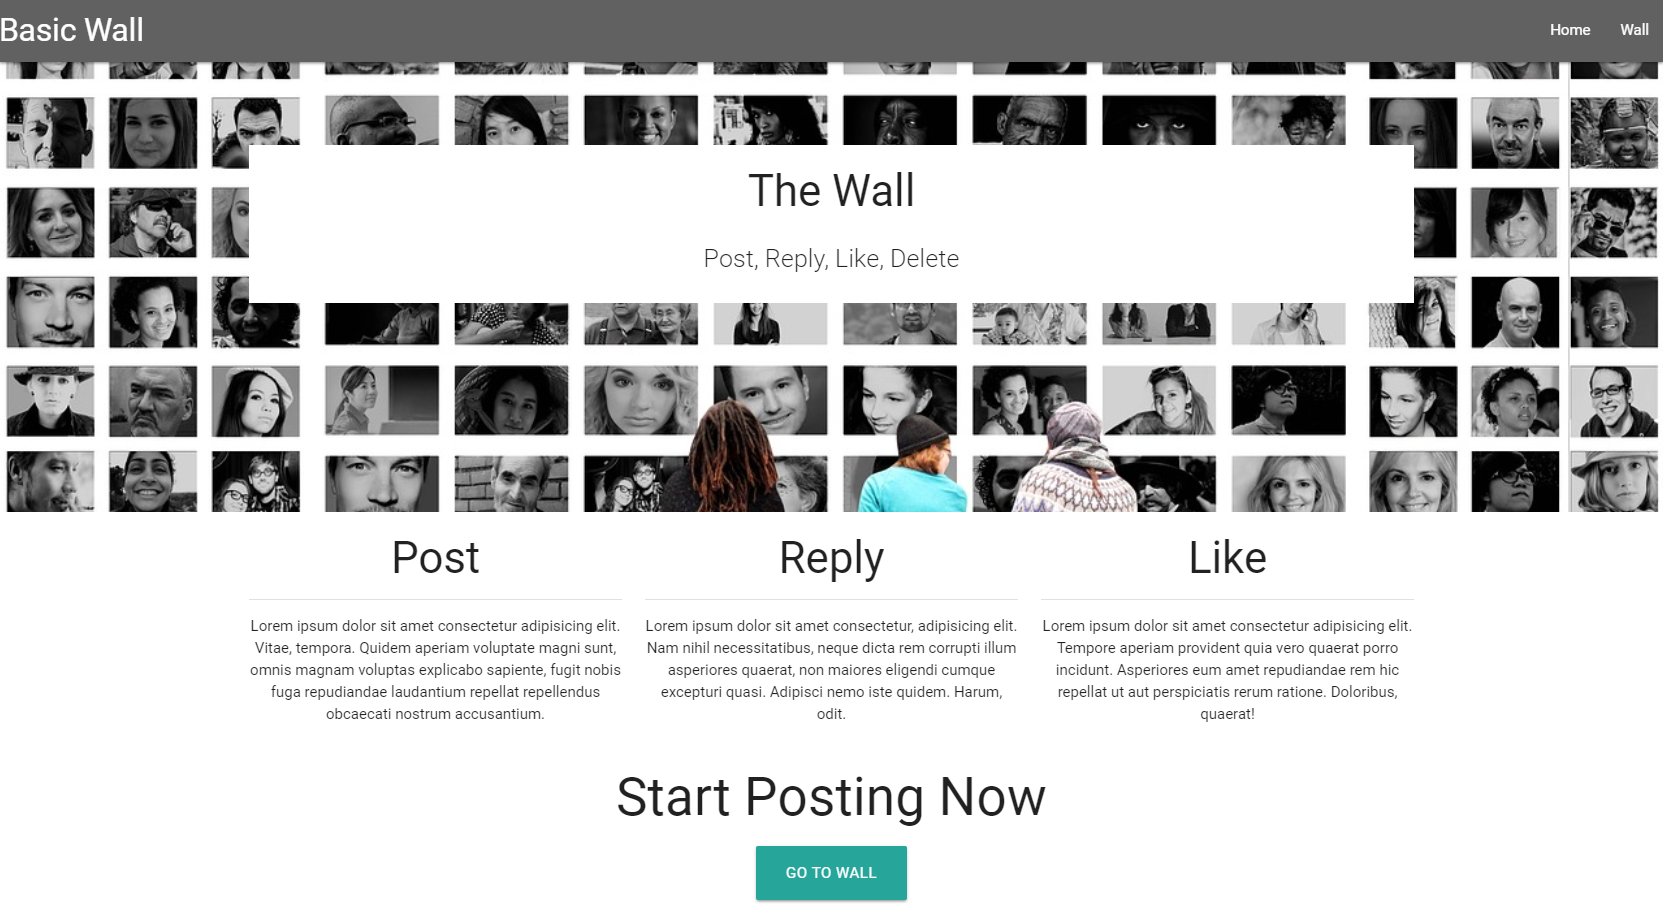 Basic Wall
Home
Wall
The Wall
Post, Reply, Like, Delete
Post
Lorem ipsum dolor sit amet consectetur adipisicing elit.
Vitae, tempora. Quidem aperiam voluptate magni sunt,
omnis magnam voluptas explicabo sapiente, fugit nobis
fuga repudiandae laudantium repellat repellendus
obcaecati nostrum accusantium.
Reply
Lorem ipsum dolor sit amet consectetur, adipisicing elit.
Nam nihil necessitatibus, neque dicta rem corrupti illum
asperiores quaerat, non maiores eligendi cumque
excepturi quasi. Adipisci nemo iste quidem. Harum,
odit.
Like
Lorem ipsum dolor sit amet consectetur adipisicing elit.
Tempore aperiam provident quia vero quaerat porro
incidunt. Asperiores eum amet repudiandae rem hic
repellat ut aut perspiciatis rerum ratione. Doloribus,
quaerat!
Start Posting Now
GO TO WALL